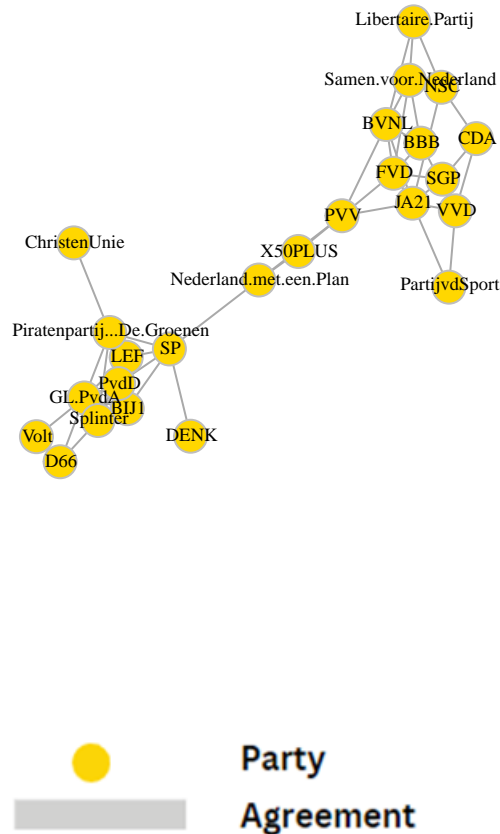 Libertaire.Partij
Samen.voor.Nederland
NSC
BVNL
BBB
CDA
FVD
SGP
JA21
VVD
PVV
ChristenUnie
X50PLUS
Nederland.met.een.Plan
PartijvdSport
Piratenpartij...De.Groenen
SP
LEF
PvdD
GL.PvdA
BIJ1
Splinter
Volt
DENK
D66
Party
Agreement